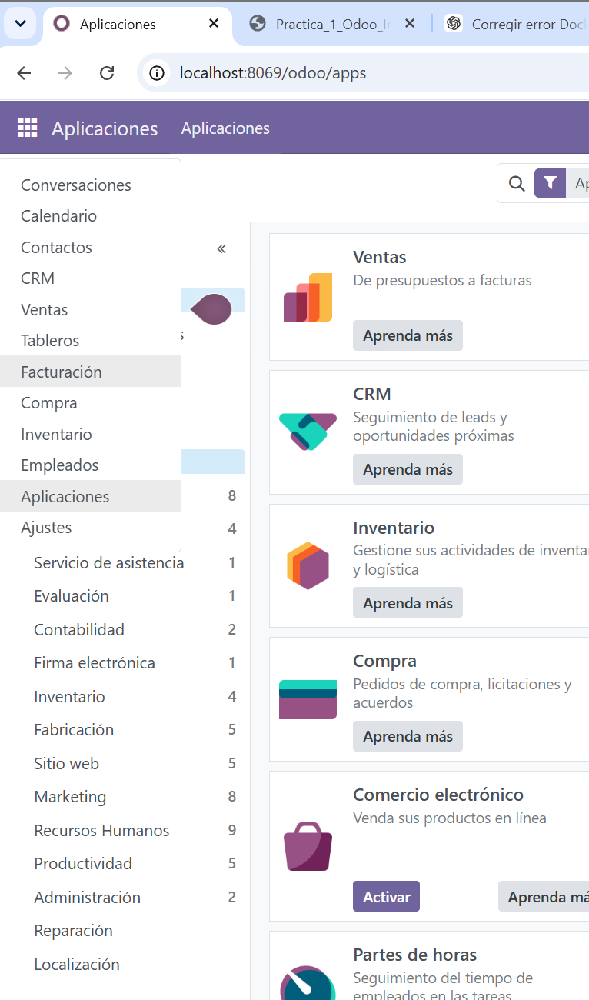 Aplicaciones
Practica_1_Odoo_I
Corregir error Doc
localhost:8069/odoo/apps
Aplicaciones
Aplicaciones
Conversaciones
Calendario
Contactos
CRM
Ventas
Tableros
Facturación
Compra
Inventario
Empleados
Aplicaciones
Ajustes
8
4
Servicio de asistencia 1
Evaluación 1
Contabilidad 2
Firma electrónica 1
Inventario 4
Fabricación 5
Sitio web 5
Marketing 8
Recursos Humanos 9
Productividad 5
Administración 2
Reparación
Localización
Ap
Ventas
De presupuestos a facturas
Aprenda más
CRM
Seguimiento de leads y
oportunidades próximas
Aprenda más
Inventario
Gestione sus actividades de inventa
y logística
Aprenda más
Compra
Pedidos de compra, licitaciones y
acuerdos
Aprenda más
Comercio electrónico
Venda sus productos en línea
Activar
Aprenda má
Partes de horas
Seguimiento del tiempo de
empleados en las tareas